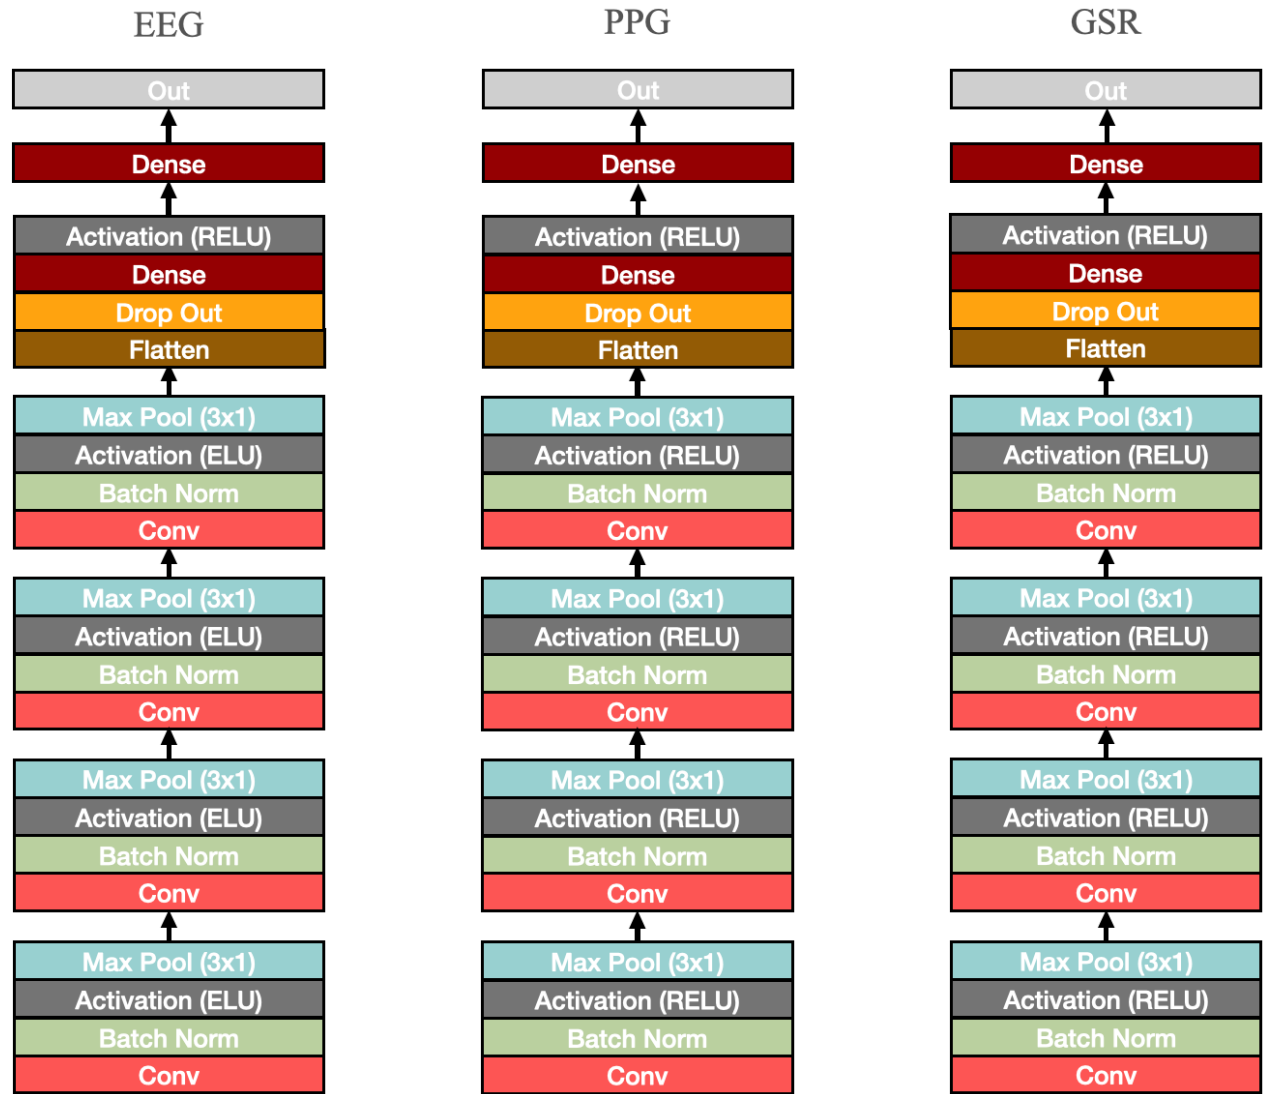 EEG
Out
Dense
Activation (RELU)
Dense
Drop Out
Flatten
Max Pool (3x1)
Activation (ELU)
Batch Norm
Conv
Max Pool (3x1)
Activation (ELU)
Batch Norm
Conv
Max Pool (3x1)
Activation (ELU)
Batch Norm
Conv
Max Pool (3x1)
Activation (ELU)
Batch Norm
Conv
PPG
Out
Dense
Activation (RELU)
Dense
Drop Out
Flatten
Max Pool (3x1)
Activation (RELU)
Batch Norm
Conv
Max Pool (3x1)
Activation (RELU)
Batch Norm
Conv
Max Pool (3x1)
Activation (RELU)
Batch Norm
Conv
Max Pool (3x1)
Activation (RELU)
Batch Norm
Conv
GSR
Out
Dense
Activation (RELU)
Dense
Drop Out
Flatten
Max Pool (3x1)
Activation (RELU)
Batch Norm
Conv
Max Pool (3x1)
Activation (RELU)
Batch Norm
Conv
Max Pool (3x1)
Activation (RELU)
Batch Norm
Conv
Max Pool (3x1)
Activation (RELU)
Batch Norm
Conv